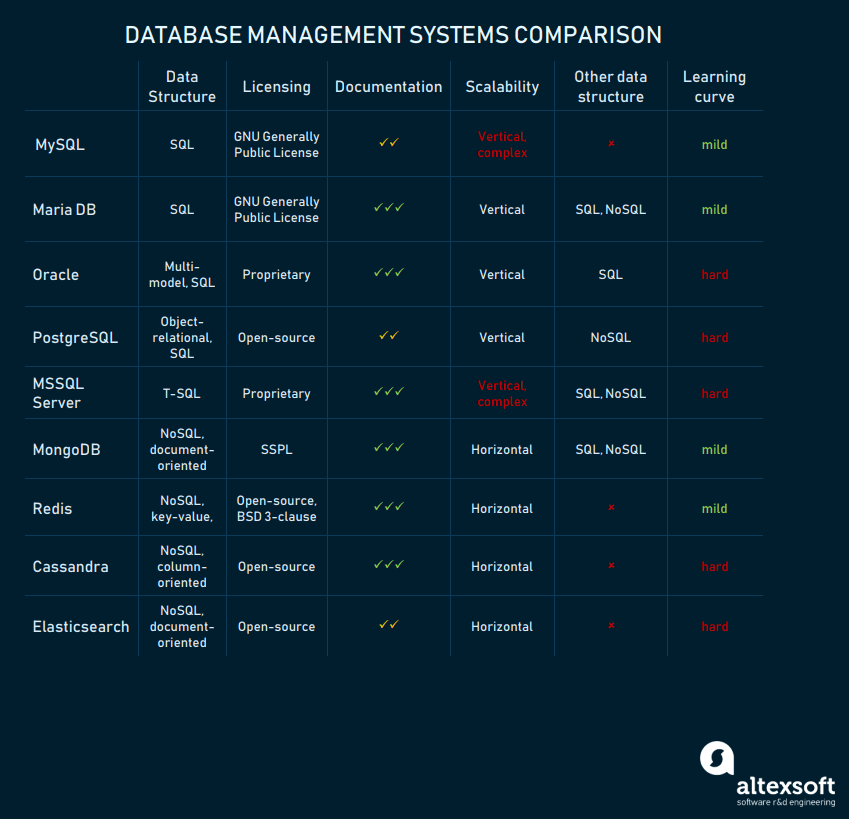 DATABASE MANAGEMENT SYSTEMS COMPARISON
Data
Structure
Licensing
Documentation
Scalability
Other data
structure
Learning
curve
MySQL
SQL
GNU Generally
Public License
✓✓
Vertical,
complex
×
mild
Maria DB
SQL
GNU Generally
Public License
✓✓✓
Vertical
SQL, NoSQL
mild
Oracle
Multi-
model, SQL
Proprietary
✓✓✓
Vertical
SQL
hard
PostgreSQL
Object-
relational,
SQL
Open-source
✓✓
Vertical
NoSQL
hard
MSSQL
Server
T-SQL
Proprietary
✓✓✓
Vertical,
complex
SQL, NoSQL
hard
MongoDB
NoSQL,
document-
oriented
SSPL
✓✓✓
Horizontal
SQL, NoSQL
mild
Redis
NoSQL,
key-value,
Open-source,
BSD 3-clause
✓✓✓
Horizontal
×
mild
Cassandra
NoSQL,
column-
oriented
Open-source
✓✓✓
Horizontal
×
hard
Elasticsearch
NoSQL,
document-
oriented
Open-source
✓✓
Horizontal
×
hard
altexsoft
software r&d engineering